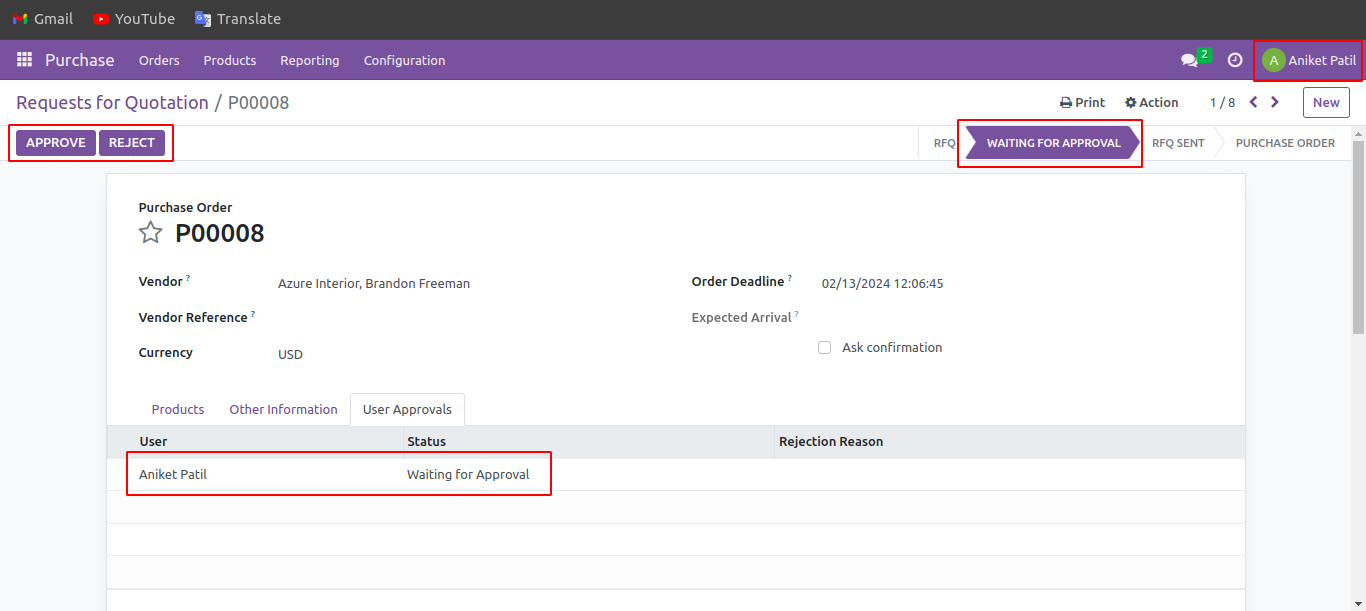 Gmail YouTube Translate
Purchase Orders Products Reporting Configuration 2 A Aniket Patil
Requests for Quotation / P00008 Print Action 1 / 8 New
APPROVE REJECT RFQ WAITING FOR APPROVAL RFQ SENT PURCHASE ORDER
Purchase Order
P00008
Vendor ? Azure Interior, Brandon Freeman Order Deadline ? 02/13/2024 12:06:45
Vendor Reference ? Expected Arrival ?
Currency USD Ask confirmation
Products Other Information User Approvals
User Status Rejection Reason
Aniket Patil Waiting for Approval